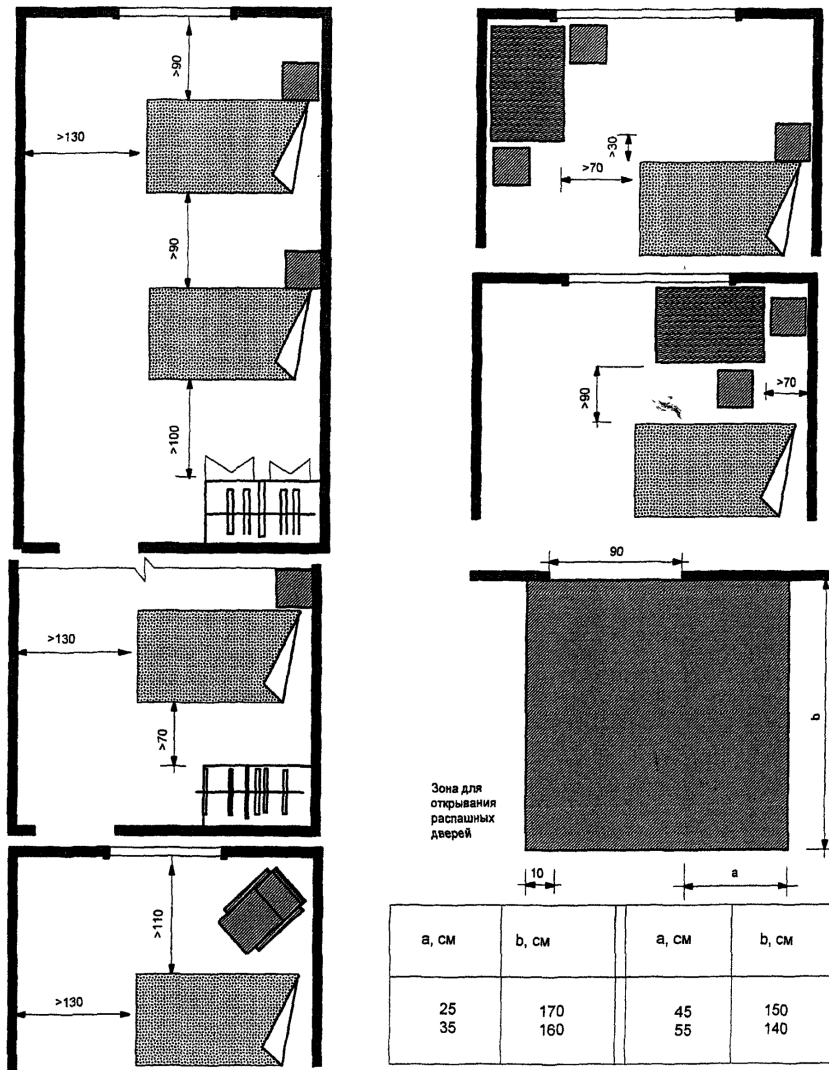 >90
>130
>90
>100
>130
>70
>110
>130
>30
>70
>90
>70
90
b
Зона для
открывания
распашных
дверей
10
a
a, см b, см a, см b, см
25 170 45 150
35 160 55 140